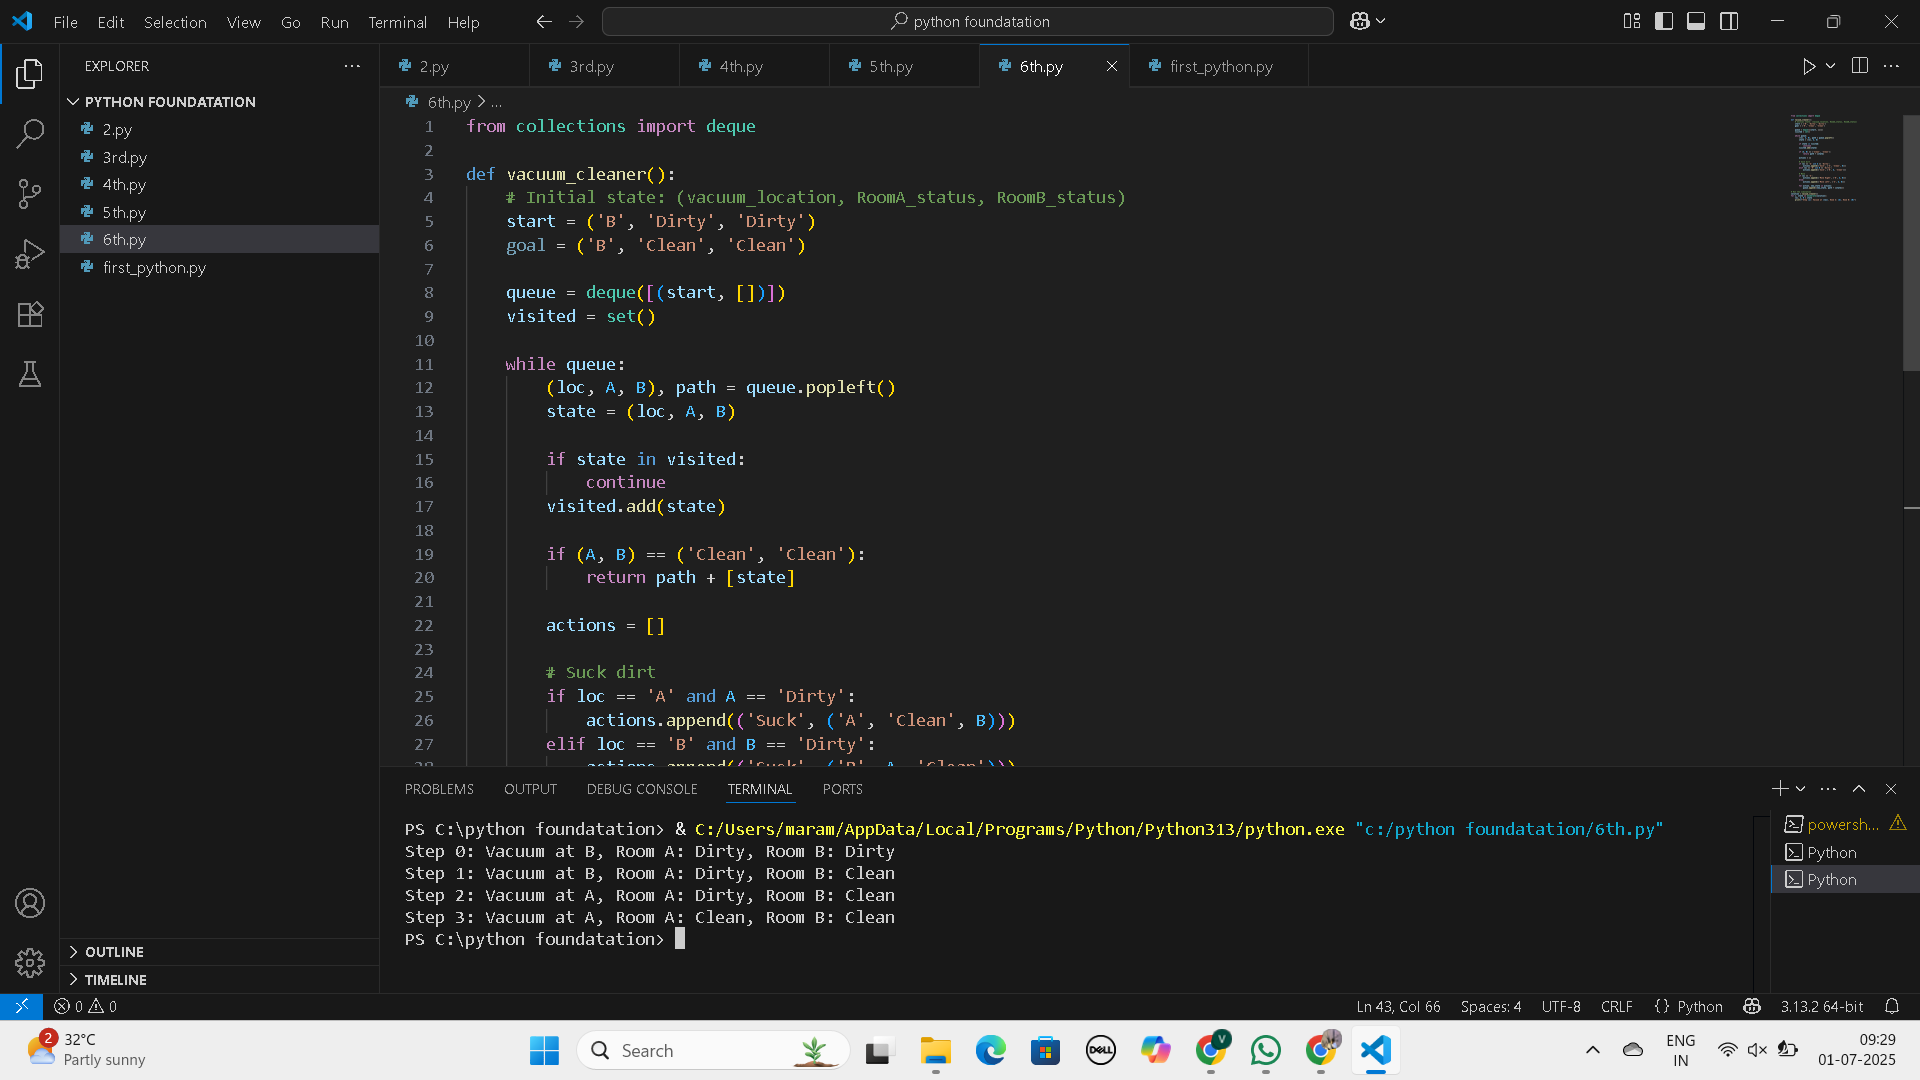 File Edit Selection View Go Run Terminal Help
python foundatation
EXPLORER
2.py 3rd.py 4th.py 5th.py 6th.py first_python.py
PYTHON FOUNDATATION
2.py
3rd.py
4th.py
5th.py
6th.py
first_python.py
6th.py > ...
1 from collections import deque
2
3 def vacuum_cleaner():
4 # Initial state: (vacuum_location, RoomA_status, RoomB_status)
5 start = ('B', 'Dirty', 'Dirty')
6 goal = ('B', 'Clean', 'Clean')
7
8 queue = deque([(start, [])])
9 visited = set()
10
11 while queue:
12 (loc, A, B), path = queue.popleft()
13 state = (loc, A, B)
14
15 if state in visited:
16 continue
17 visited.add(state)
18
19 if (A, B) == ('Clean', 'Clean'):
20 return path + [state]
21
22 actions = []
23
24 # Suck dirt
25 if loc == 'A' and A == 'Dirty':
26 actions.append(('Suck', ('A', 'Clean', B)))
27 elif loc == 'B' and B == 'Dirty':
28 actions.append(('Suck', ('B', A, 'Clean')))
PROBLEMS OUTPUT DEBUG CONSOLE TERMINAL PORTS
PS C:\python foundatation> & C:/Users/maram/AppData/Local/Programs/Python/Python313/python.exe "c:/python foundatation/6th.py"
Step 0: Vacuum at B, Room A: Dirty, Room B: Dirty
Step 1: Vacuum at B, Room A: Dirty, Room B: Clean
Step 2: Vacuum at A, Room A: Dirty, Room B: Clean
Step 3: Vacuum at A, Room A: Clean, Room B: Clean
PS C:\python foundatation>
powersh...
Python
Python
OUTLINE
TIMELINE
0 0
Ln 43, Col 66 Spaces: 4 UTF-8 CRLF {} Python 3.13.2 64-bit
2
32°C
Partly sunny
Search
DELL
V
ENG
IN
09:29
01-07-2025